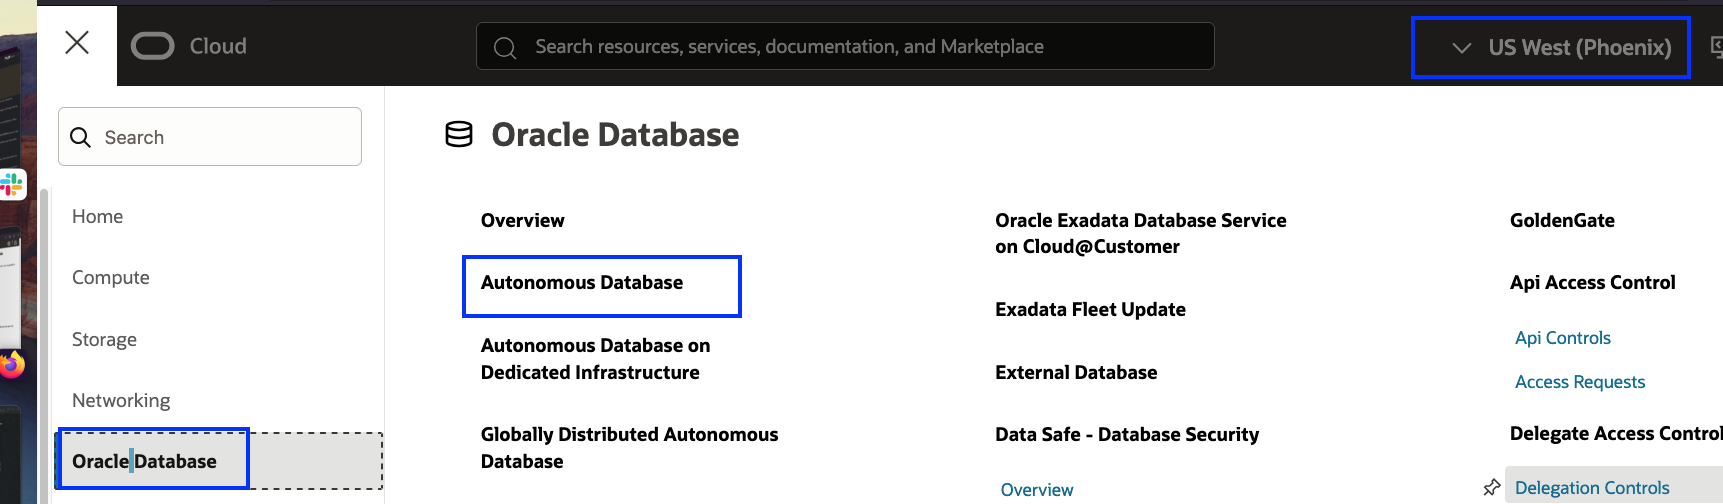 Cloud
Search resources, services, documentation, and Marketplace
US West (Phoenix)
Search
Home
Compute
Storage
Networking
Oracle Database
Oracle Database
Overview
Autonomous Database
Autonomous Database on
Dedicated Infrastructure
Globally Distributed Autonomous
Database
Oracle Exadata Database Service
on Cloud@Customer
Exadata Fleet Update
External Database
Data Safe - Database Security
Overview
GoldenGate
Api Access Control
Api Controls
Access Requests
Delegate Access Control
Delegation Controls